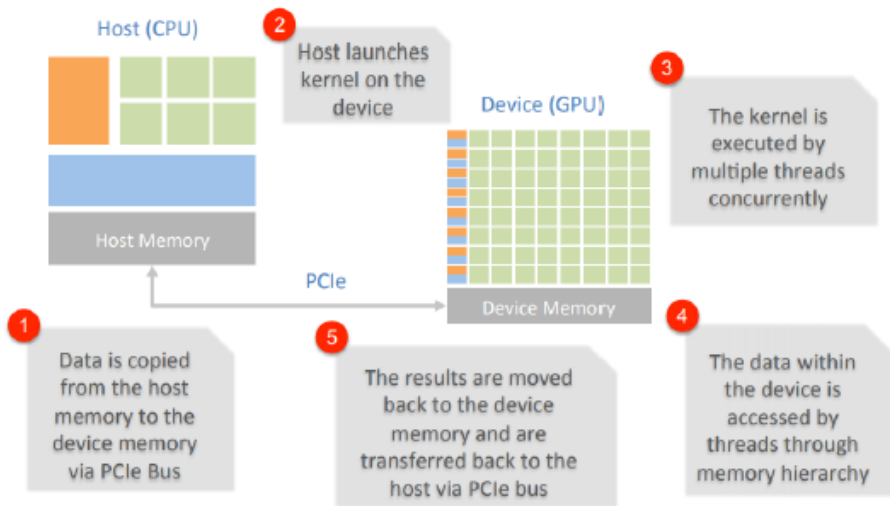 Host (CPU)
2
Host launches
kernel on the
device
3
Device (GPU)
The kernel is
executed by
multiple threads
concurrently
Host Memory
PCIe
Device Memory
1
Data is copied
from the host
memory to the
device memory
via PCIe Bus
5
The results are moved
back to the device
memory and are
transferred back to the
host via PCIe bus
4
The data within
the device is
accessed by
threads through
memory hierarchy